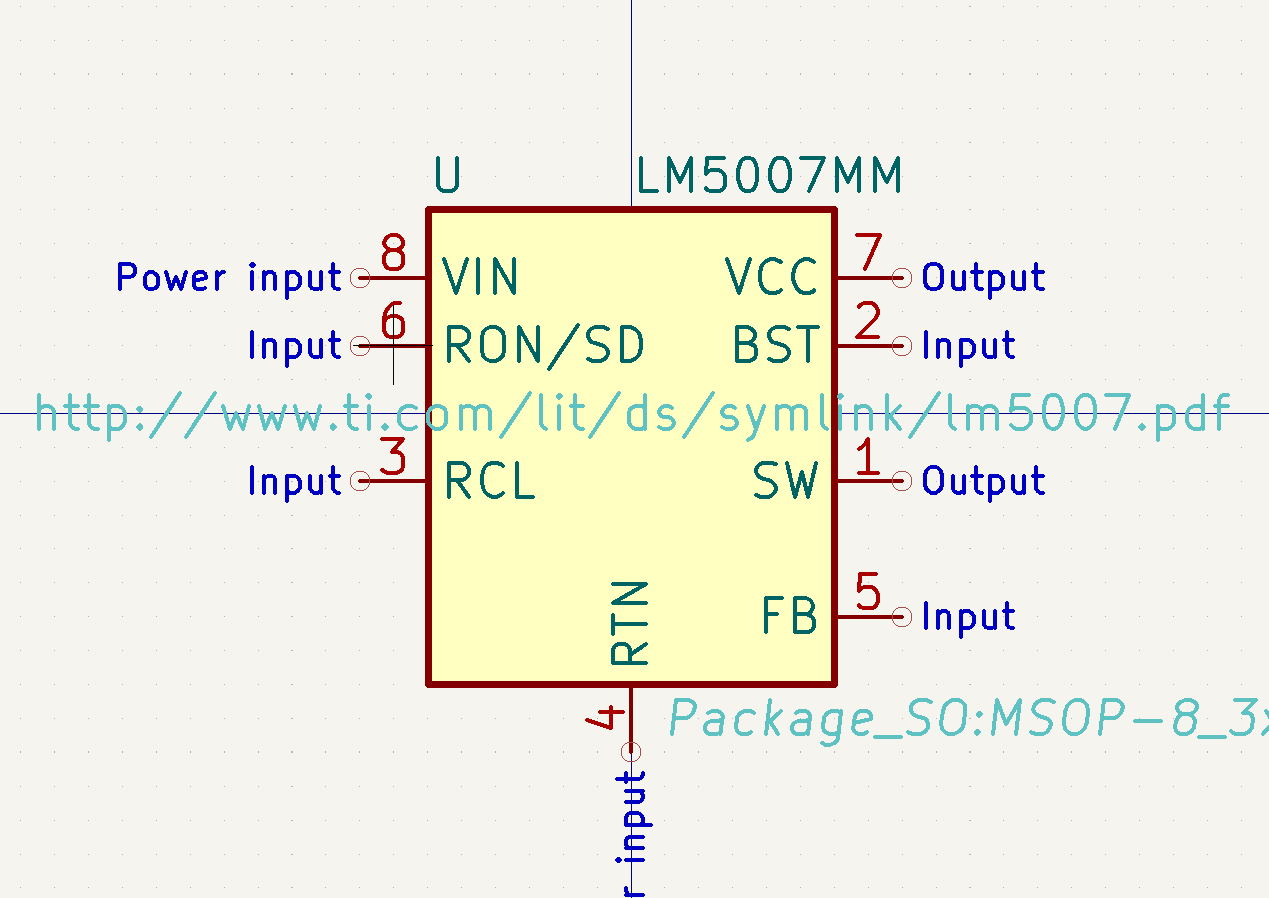 U LM5007MM
8 7
Power input VIN VCC Output
6 2
Input RON/SD BST Input
http://www.ti.com/lit/ds/symlink/lm5007.pdf
3 1
Input RCL SW Output
5
RTN FB Input
4 Package_SO:MSOP-8_3x
r input